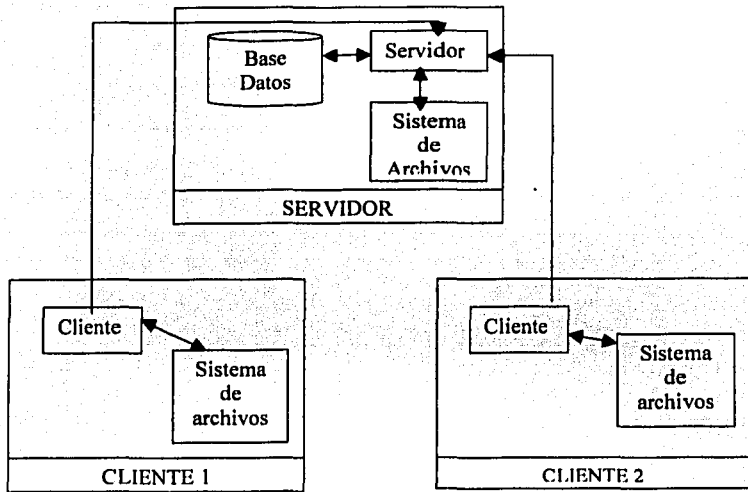 Base
Datos
Servidor
Sistema
de
Archivos
SERVIDOR
Cliente
Sistema
de
archivos
CLIENTE 1
Cliente
Sistema
de
archivos
CLIENTE 2